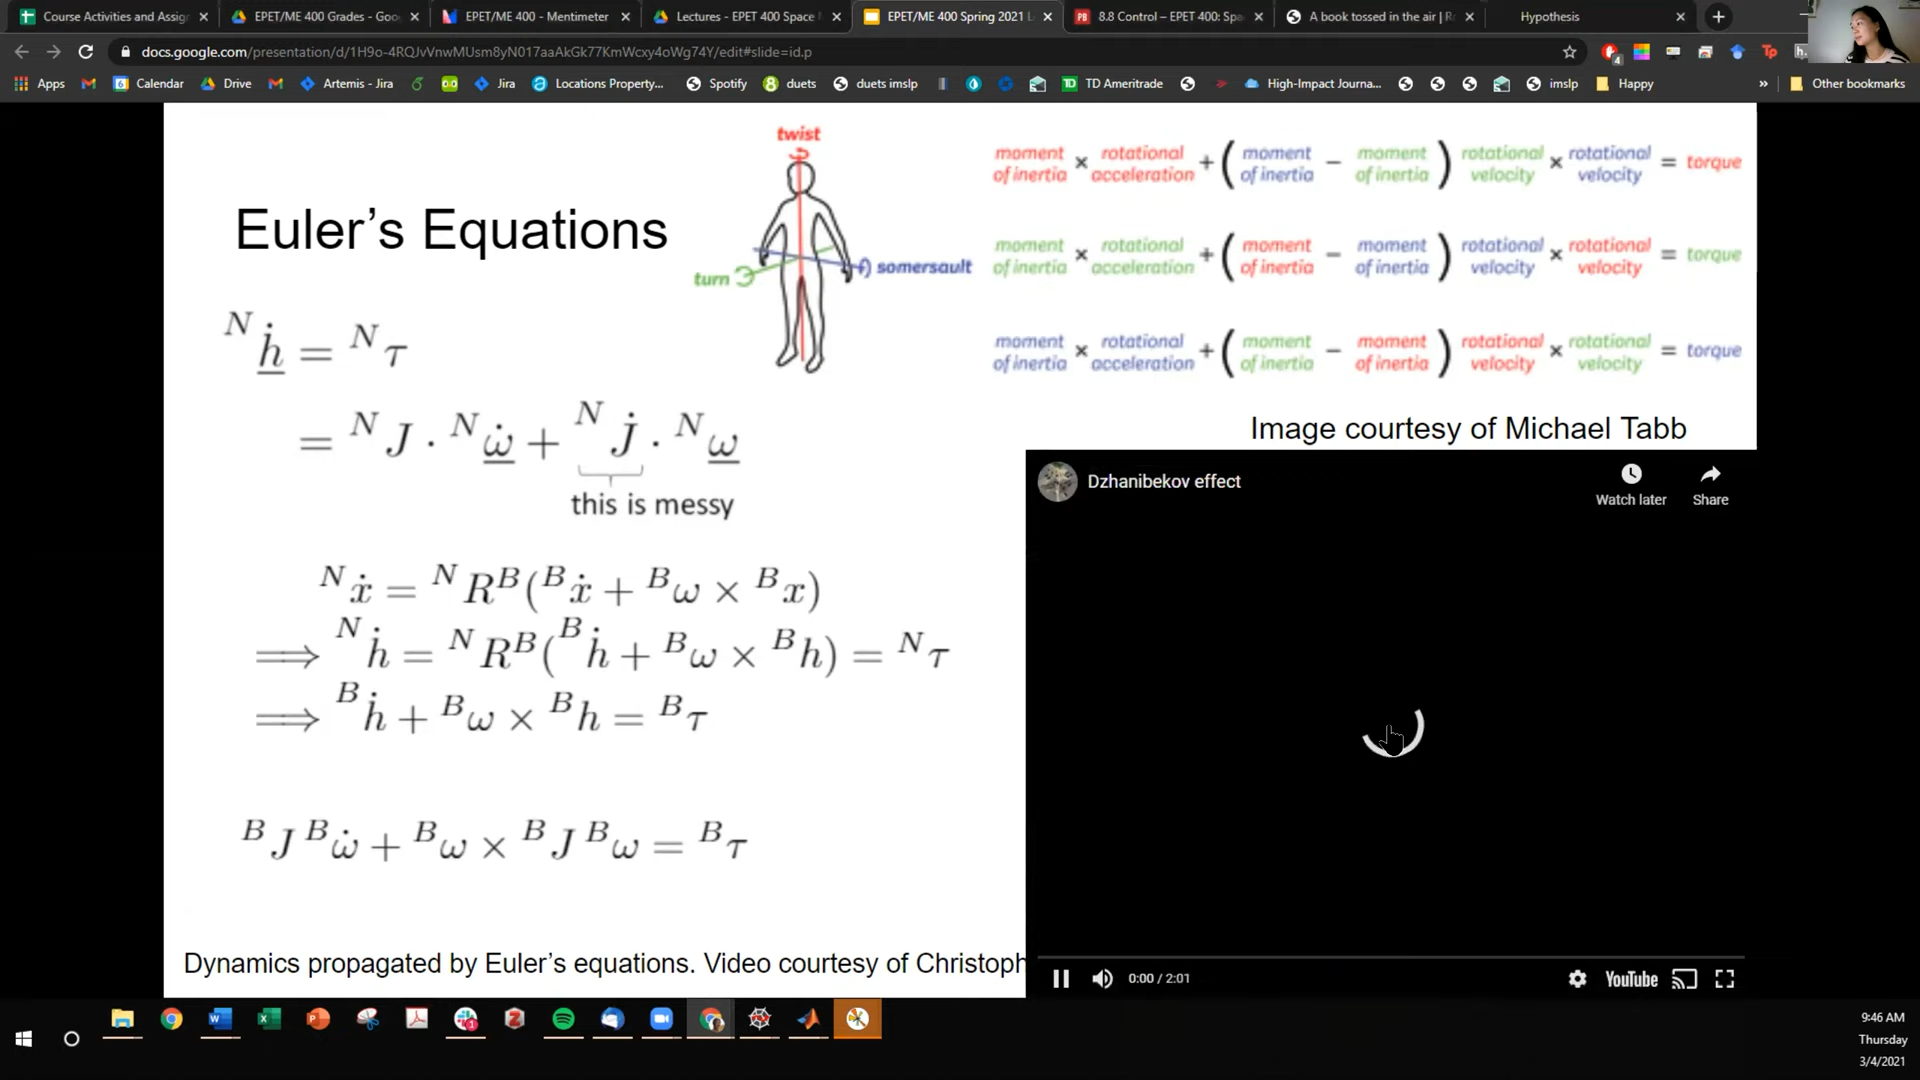 Course Activities and Assig
EPET/ME 400 Grades - Goo
EPET/ME 400 - Mentimeter
Lectures - EPET 400 Space
EPET/ME 400 Spring 2021 L
8.8 Control – EPET 400: Spa
A book tossed in the air | R
Hypothesis
docs.google.com/presentation/d/1H9o-4RQJvVnwMUsm8yN017aaAkGk77KmWcxy4oWg74Y/edit#slide=id.p
Apps
Calendar
Drive
Artemis - Jira
Jira
Locations Property...
Spotify
duets
duets imslp
TD Ameritrade
High-Impact Journa...
imslp
Happy
Other bookmarks
twist
turn
somersault
Euler's Equations
moment of inertia × rotational acceleration + ( moment of inertia − moment of inertia ) rotational velocity × rotational velocity = torque
moment of inertia × rotational acceleration + ( moment of inertia − moment of inertia ) rotational velocity × rotational velocity = torque
moment of inertia × rotational acceleration + ( moment of inertia − moment of inertia ) rotational velocity × rotational velocity = torque
Image courtesy of Michael Tabb
ᴺḣ = ᴺτ
= ᴺJ · ᴺω̇ + ᴺJ̇ · ᴺω
this is messy
ᴺẋ = ᴺRᴮ(ᴮẋ + ᴮω × ᴮx)
⟹ ᴺḣ = ᴺRᴮ(ᴮḣ + ᴮω × ᴮh) = ᴺτ
⟹ ᴮḣ + ᴮω × ᴮh = ᴮτ
ᴮJ ᴮω̇ + ᴮω × ᴮJ ᴮω = ᴮτ
Dynamics propagated by Euler's equations. Video courtesy of Christoph
Dzhanibekov effect
Watch later
Share
0:00 / 2:01
YouTube
9:46 AM
Thursday
3/4/2021